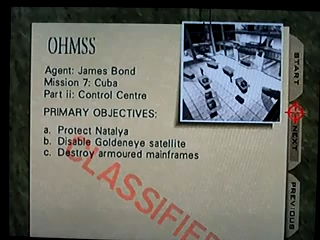 OHMSS
Agent: James Bond
Mission 7: Cuba
Part ii: Control Centre
PRIMARY OBJECTIVES:
a. Protect Natalya
b. Disable Goldeneye satellite
c. Destroy armoured mainframes
CLASSIFIED
START
NEXT
PREVIOUS